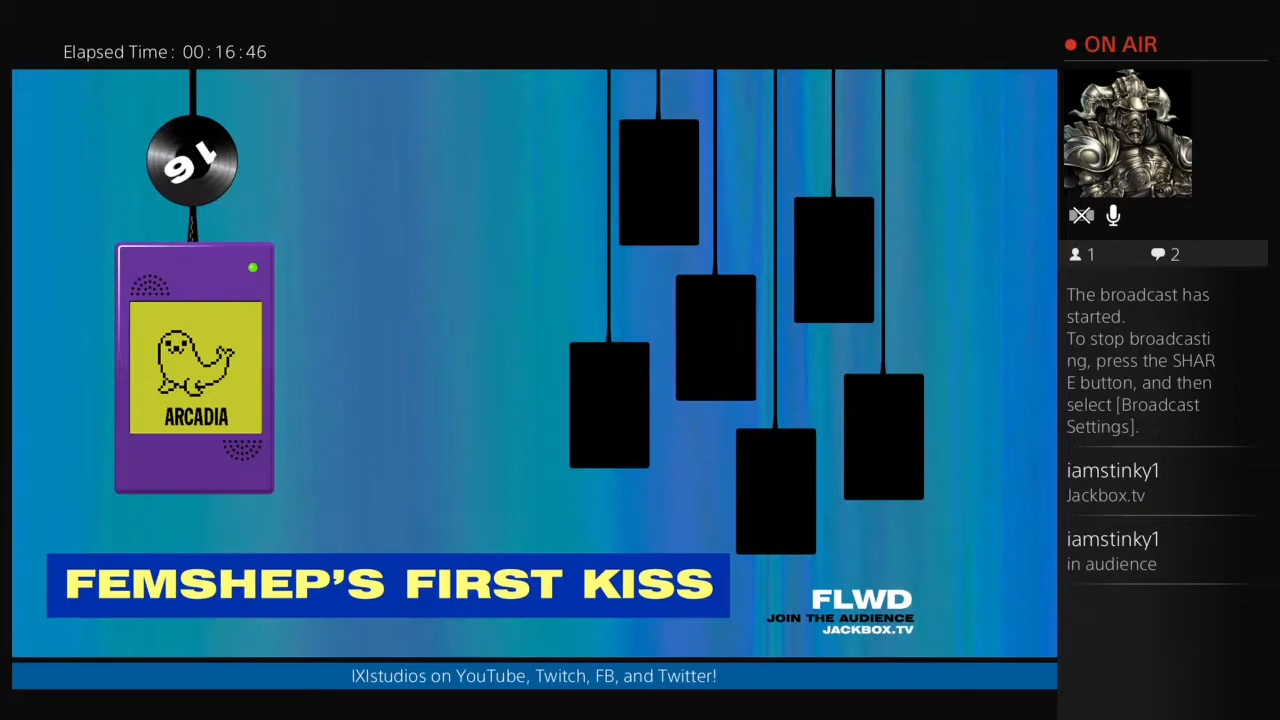 Elapsed Time: 00:16:46
ON AIR
16
ARCADIA
FEMSHEP'S FIRST KISS
FLWD
JOIN THE AUDIENCE
JACKBOX.TV
IXIstudios on YouTube, Twitch, FB, and Twitter!
1
2
The broadcast has
started.
To stop broadcasti
ng, press the SHAR
E button, and then
select [Broadcast
Settings].
iamstinky1
Jackbox.tv
iamstinky1
in audience